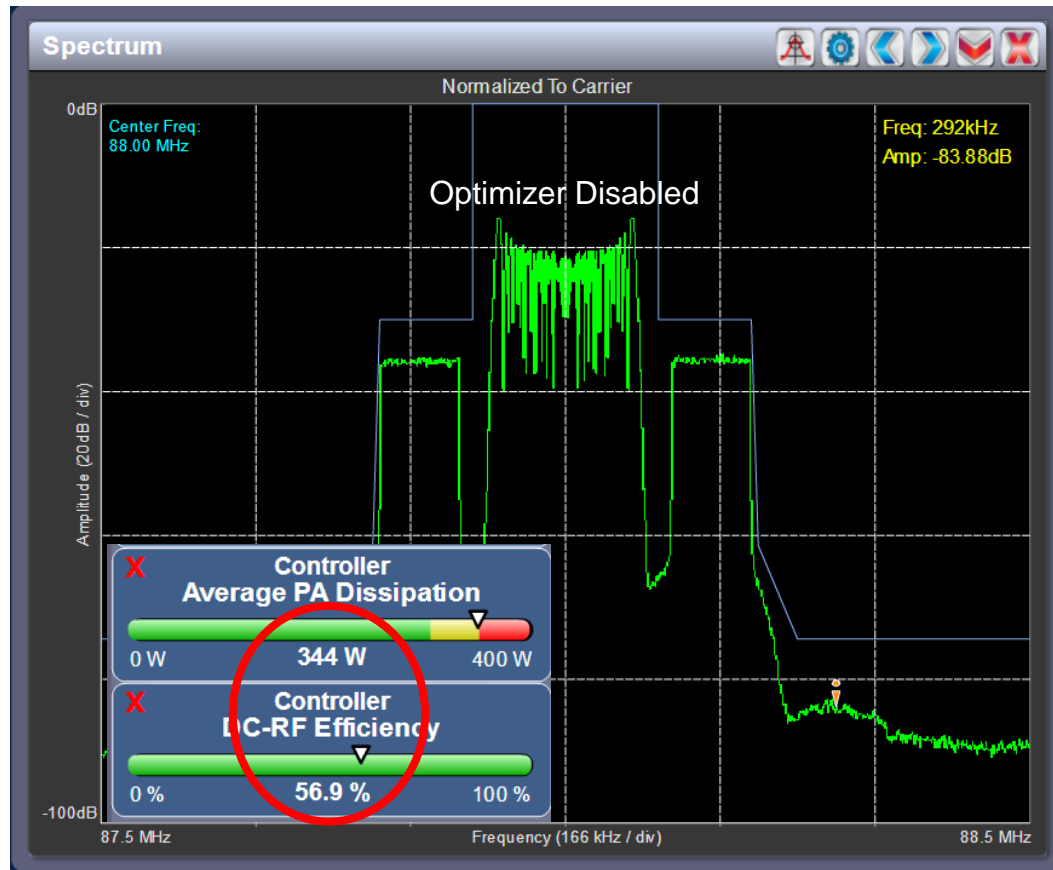 Spectrum
Normalized To Carrier
0dB
Center Freq:
88.00 MHz
Freq: 292kHz
Amp: -83.88dB
Optimizer Disabled
Amplitude (20dB / div)
X Controller
Average PA Dissipation
0 W 344 W 400 W
X Controller
DC-RF Efficiency
0 % 56.9 % 100 %
-100dB
87.5 MHz Frequency (166 kHz / div) 88.5 MHz